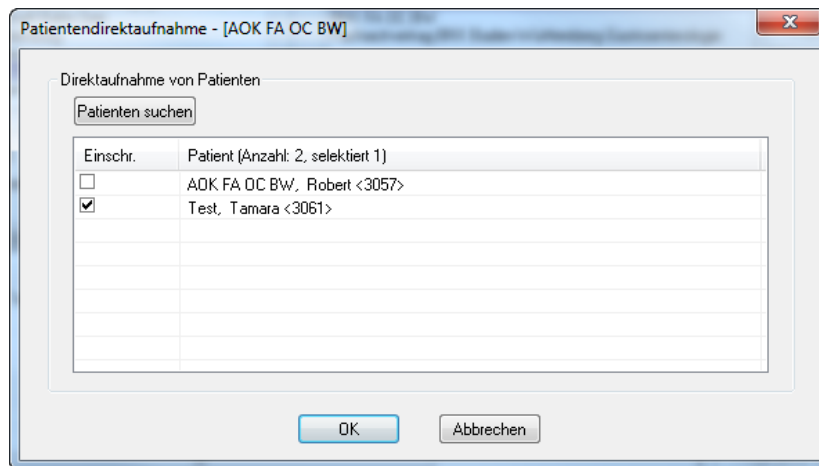 Patientendirektaufnahme - [AOK FA OC BW]
Direktaufnahme von Patienten
Patienten suchen
Einschr. Patient (Anzahl: 2, selektiert 1)
AOK FA OC BW, Robert <3057>
Test, Tamara <3061>
OK Abbrechen